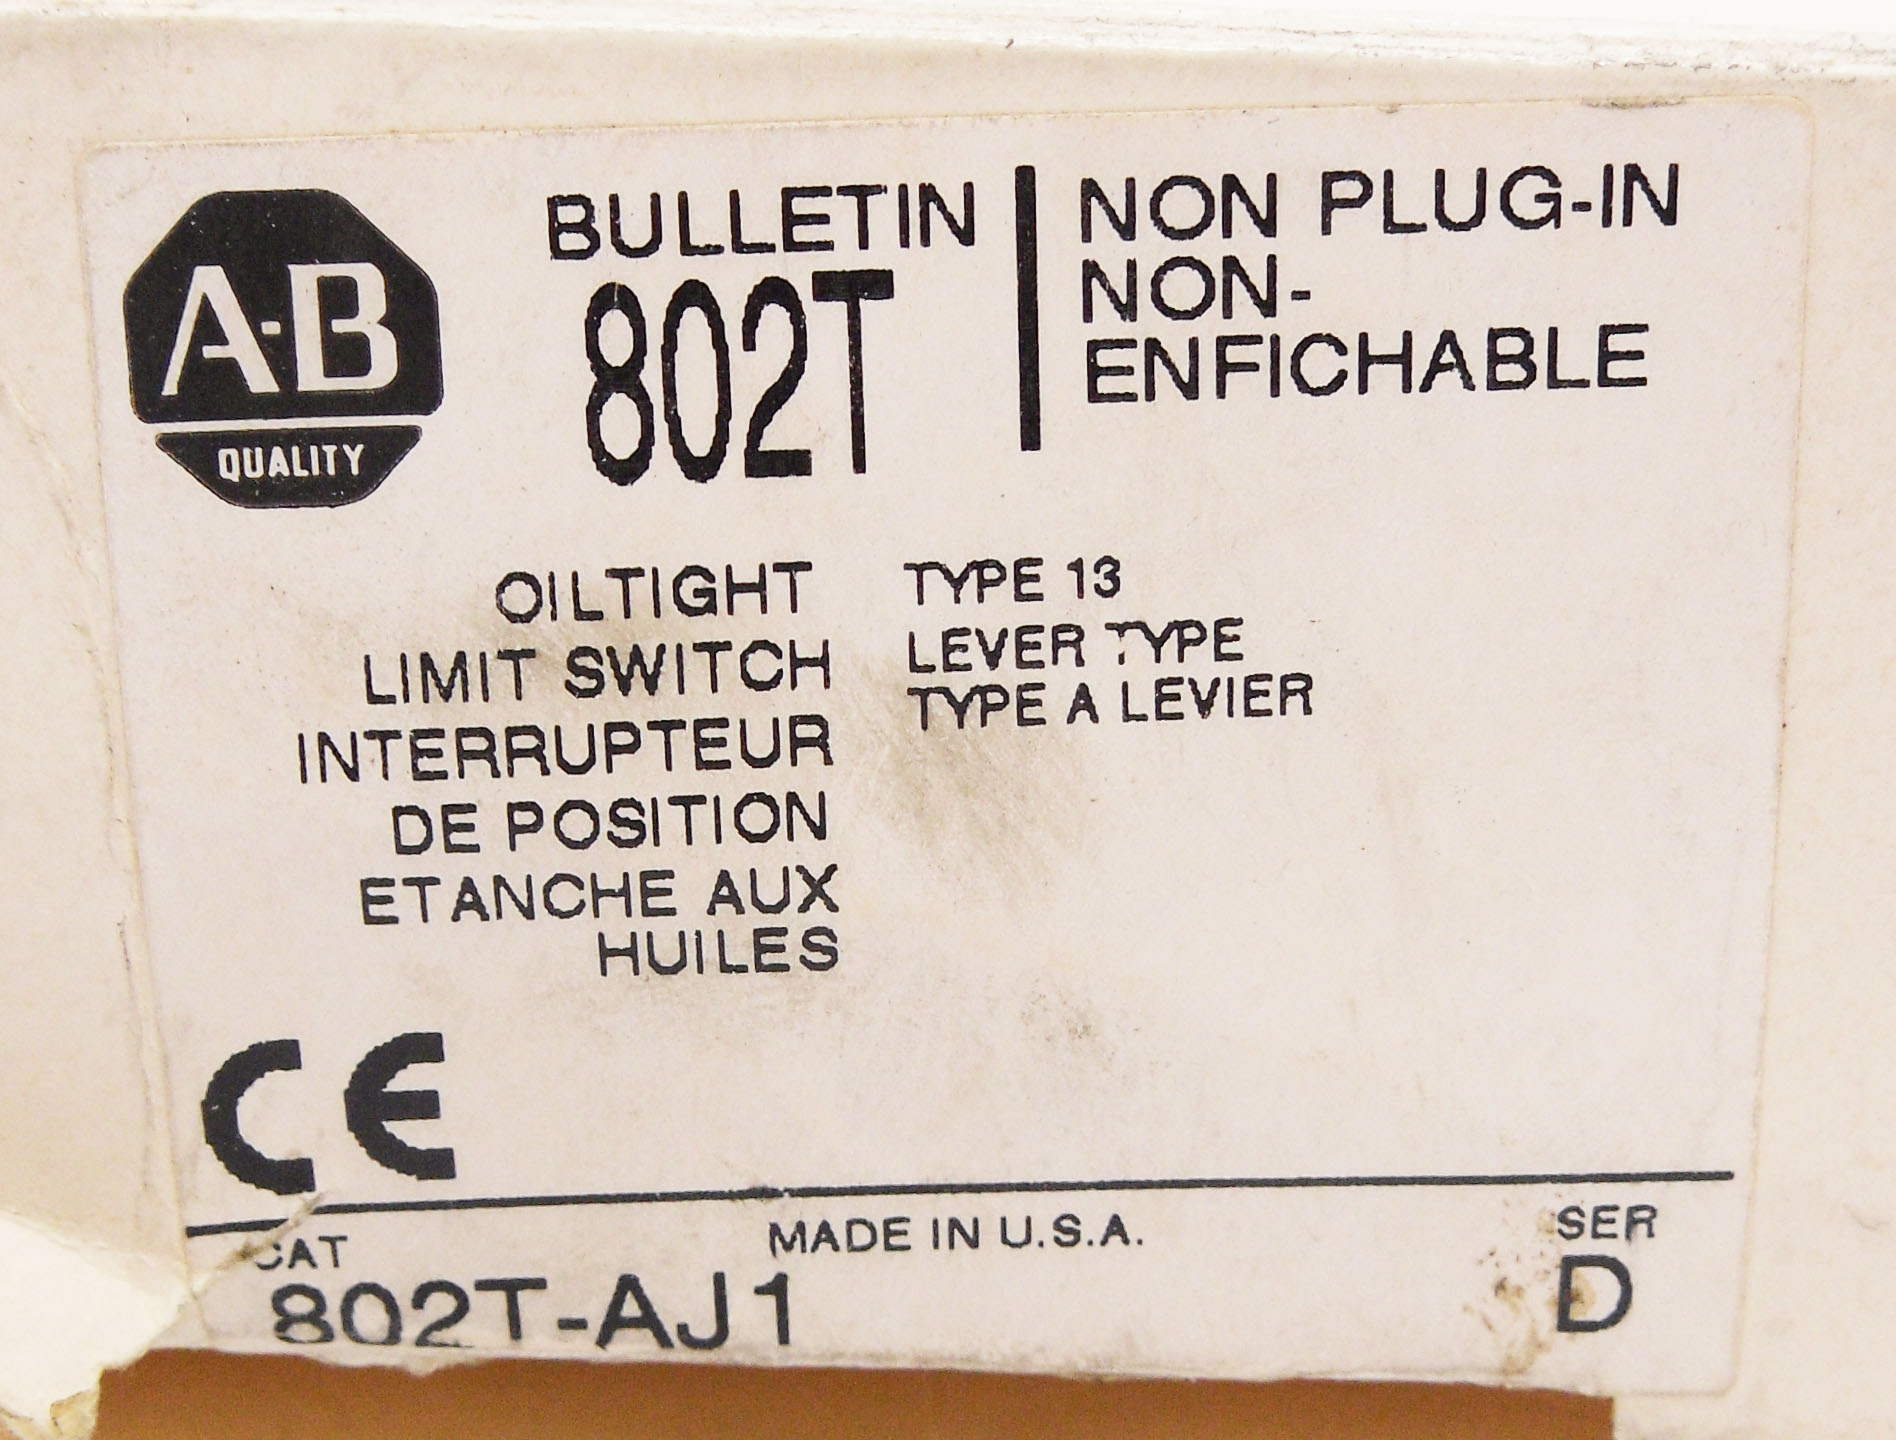 A-B
QUALITY
BULLETIN
802T
NON PLUG-IN
NON-
ENFICHABLE
OILTIGHT
LIMIT SWITCH
INTERRUPTEUR
DE POSITION
ETANCHE AUX
HUILES
TYPE 13
LEVER TYPE
TYPE A LEVIER
CE
CAT
802T-AJ1
MADE IN U.S.A.
SER
D